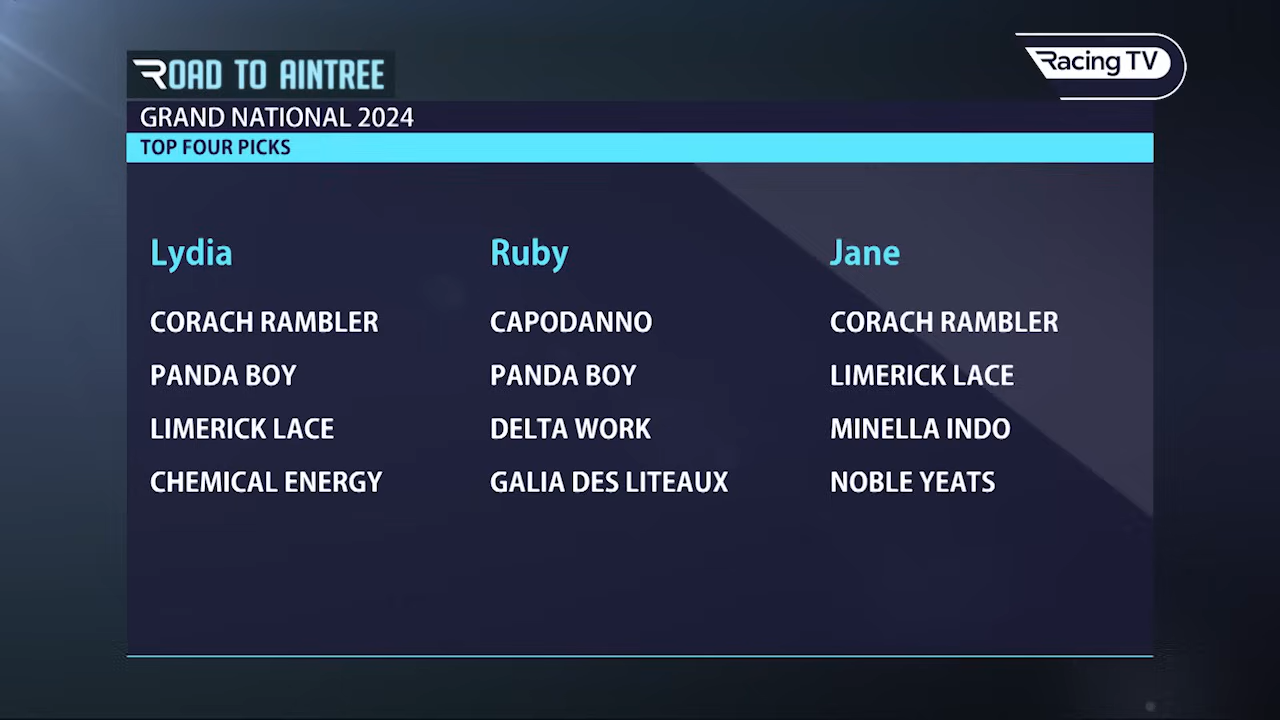 ROAD TO AINTREE
Racing TV
GRAND NATIONAL 2024
TOP FOUR PICKS
Lydia
CORACH RAMBLER
PANDA BOY
LIMERICK LACE
CHEMICAL ENERGY
Ruby
CAPODANNO
PANDA BOY
DELTA WORK
GALIA DES LITEAUX
Jane
CORACH RAMBLER
LIMERICK LACE
MINELLA INDO
NOBLE YEATS